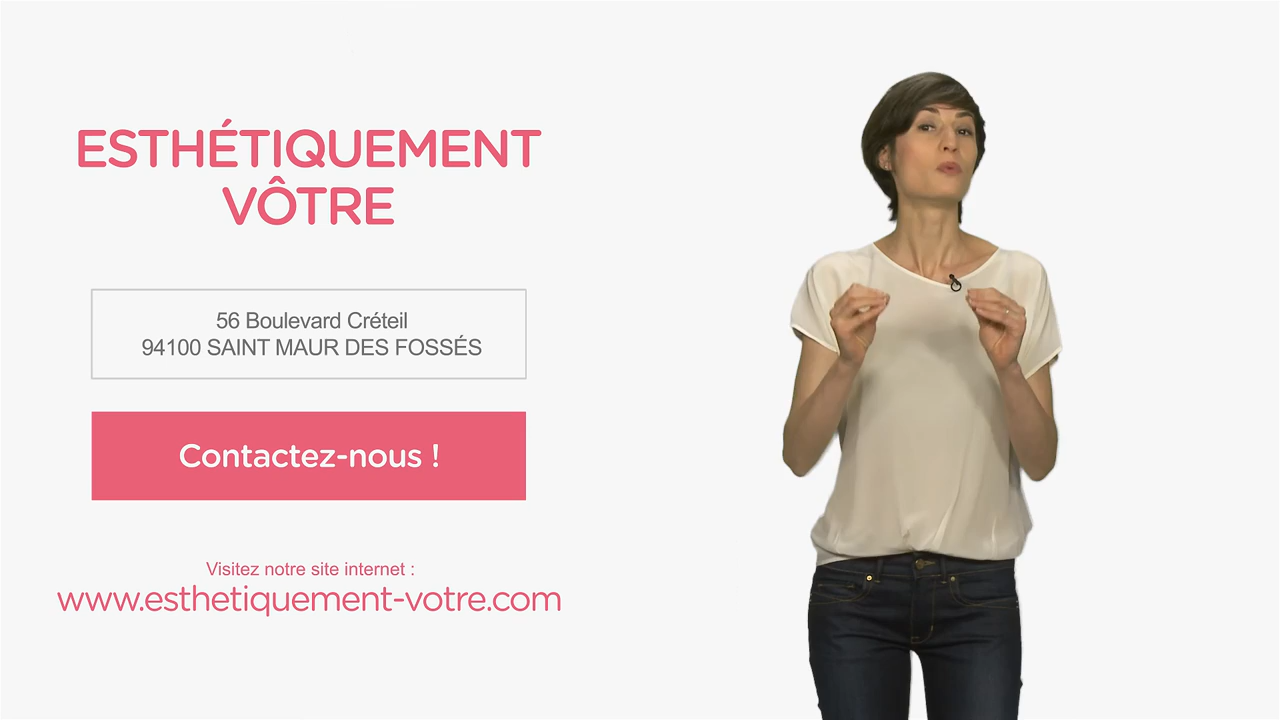 ESTHÉTIQUEMENT
VÔTRE
56 Boulevard Créteil
94100 SAINT MAUR DES FOSSÉS
Contactez-nous !
Visitez notre site internet :
www.esthetiquement-votre.com